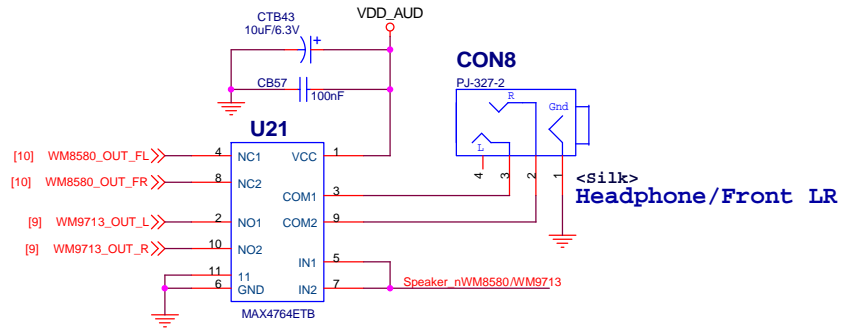 CTB43
10uF/6.3V
VDD_AUD
+
CB57
100nF
CON8
PJ-327-2
R
Gnd
L
4 3 2 1
<Silk>
Headphone/Front LR
U21
[10] WM8580_OUT_FL 4 NC1 VCC 1
[10] WM8580_OUT_FR 8 NC2
COM1 3
[9] WM9713_OUT_L 2 NO1 COM2 9
[9] WM9713_OUT_R 10 NO2
IN1 5
11 11
6 GND IN2 7 Speaker_nWM8580/WM9713
MAX4764ETB